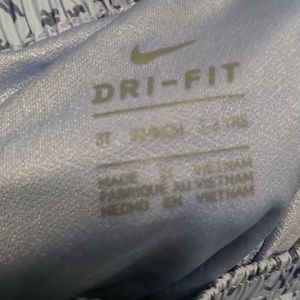 DRI-FIT
MADE IN VIETNAM
FABRIQUE AU VIETNAM
HECHO EN VIETNAM